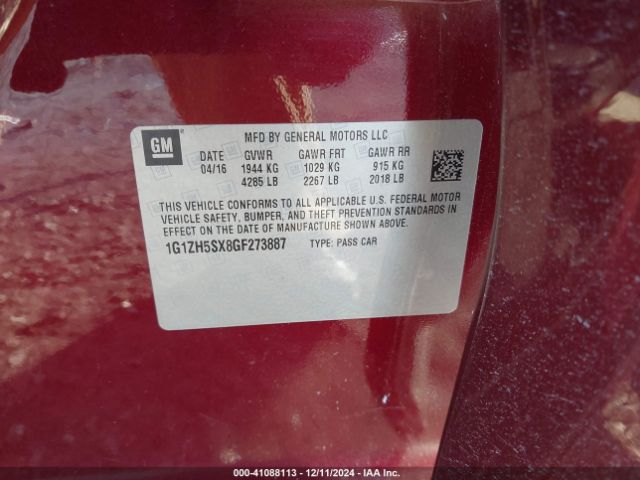 GM
MFD BY GENERAL MOTORS LLC
DATE GVWR GAWR FRT GAWR RR
04/16 1944 KG 1029 KG 915 KG
4285 LB 2267 LB 2018 LB
THIS VEHICLE CONFORMS TO ALL APPLICABLE U.S. FEDERAL MOTOR
VEHICLE SAFETY, BUMPER, AND THEFT PREVENTION STANDARDS IN
EFFECT ON THE DATE OF MANUFACTURE SHOWN ABOVE.
1G1ZH5SX8GF273887 TYPE: PASS CAR
000-41088113 - 12/11/2024 - IAA Inc.